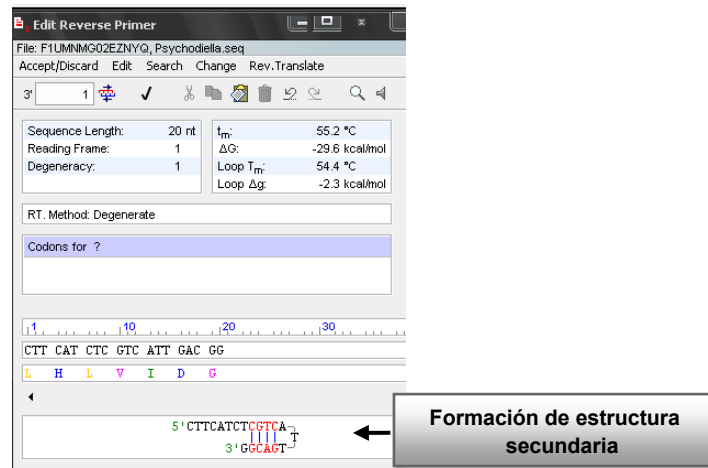 Edit Reverse Primer
File: F1UMNMG02EZNYQ, Psychodiella.seq
Accept/Discard Edit Search Change Rev.Translate
3' 1
Sequence Length: 20 nt
Reading Frame: 1
Degeneracy: 1
tm: 55.2 °C
ΔG: -29.6 kcal/mol
Loop Tm: 54.4 °C
Loop Δg: -2.3 kcal/mol
RT. Method: Degenerate
Codons for ?
1 10 20 30
CTT CAT CTC GTC ATT GAC GG
L H L V I D G
5'CTTCATCTCGTCA
T
3'GGCAGT
Formación de estructura
secundaria